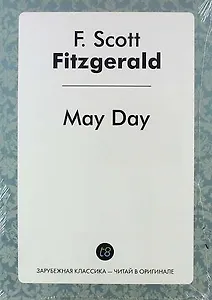 F. Scott
Fitzgerald
May Day
t8
ЗАРУБЕЖНАЯ КЛАССИКА — ЧИТАЙ В ОРИГИНАЛЕ